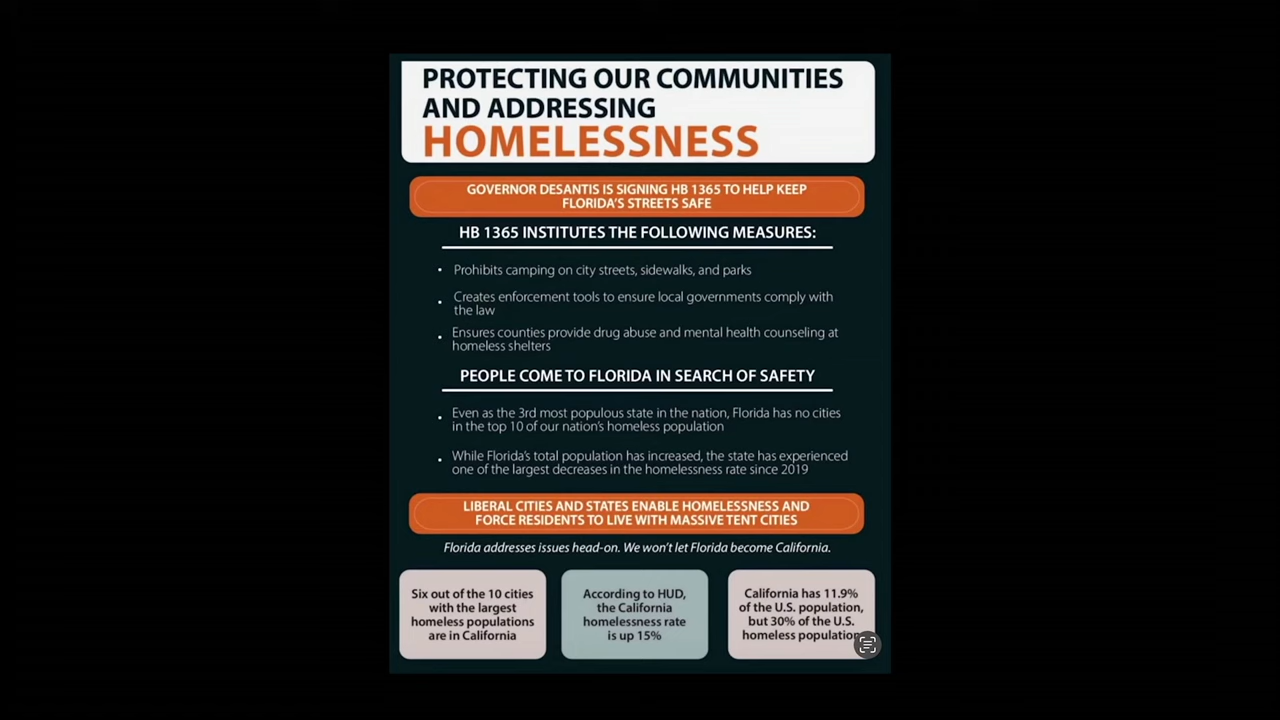 PROTECTING OUR COMMUNITIES
AND ADDRESSING
HOMELESSNESS
GOVERNOR DESANTIS IS SIGNING HB 1365 TO HELP KEEP
FLORIDA'S STREETS SAFE
HB 1365 INSTITUTES THE FOLLOWING MEASURES:
• Prohibits camping on city streets, sidewalks, and parks
• Creates enforcement tools to ensure local governments comply with
the law
• Ensures counties provide drug abuse and mental health counseling at
homeless shelters
PEOPLE COME TO FLORIDA IN SEARCH OF SAFETY
• Even as the 3rd most populous state in the nation, Florida has no cities
in the top 10 of our nation's homeless population
• While Florida's total population has increased, the state has experienced
one of the largest decreases in the homelessness rate since 2019
LIBERAL CITIES AND STATES ENABLE HOMELESSNESS AND
FORCE RESIDENTS TO LIVE WITH MASSIVE TENT CITIES
Florida addresses issues head-on. We won't let Florida become California.
Six out of the 10 cities
with the largest
homeless populations
are in California
According to HUD,
the California
homelessness rate
is up 15%
California has 11.9%
of the U.S. population,
but 30% of the U.S.
homeless population